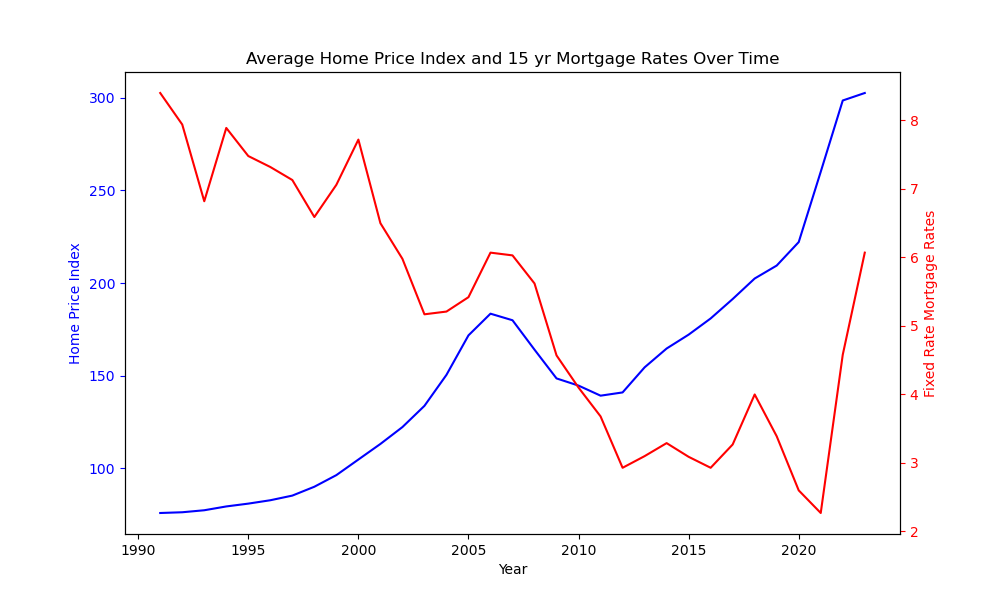 Average Home Price Index and 15 yr Mortgage Rates Over Time
300
250
200
150
100
Home Price Index
8
7
6
5
4
3
2
Fixed Rate Mortgage Rates
1990 1995 2000 2005 2010 2015 2020
Year